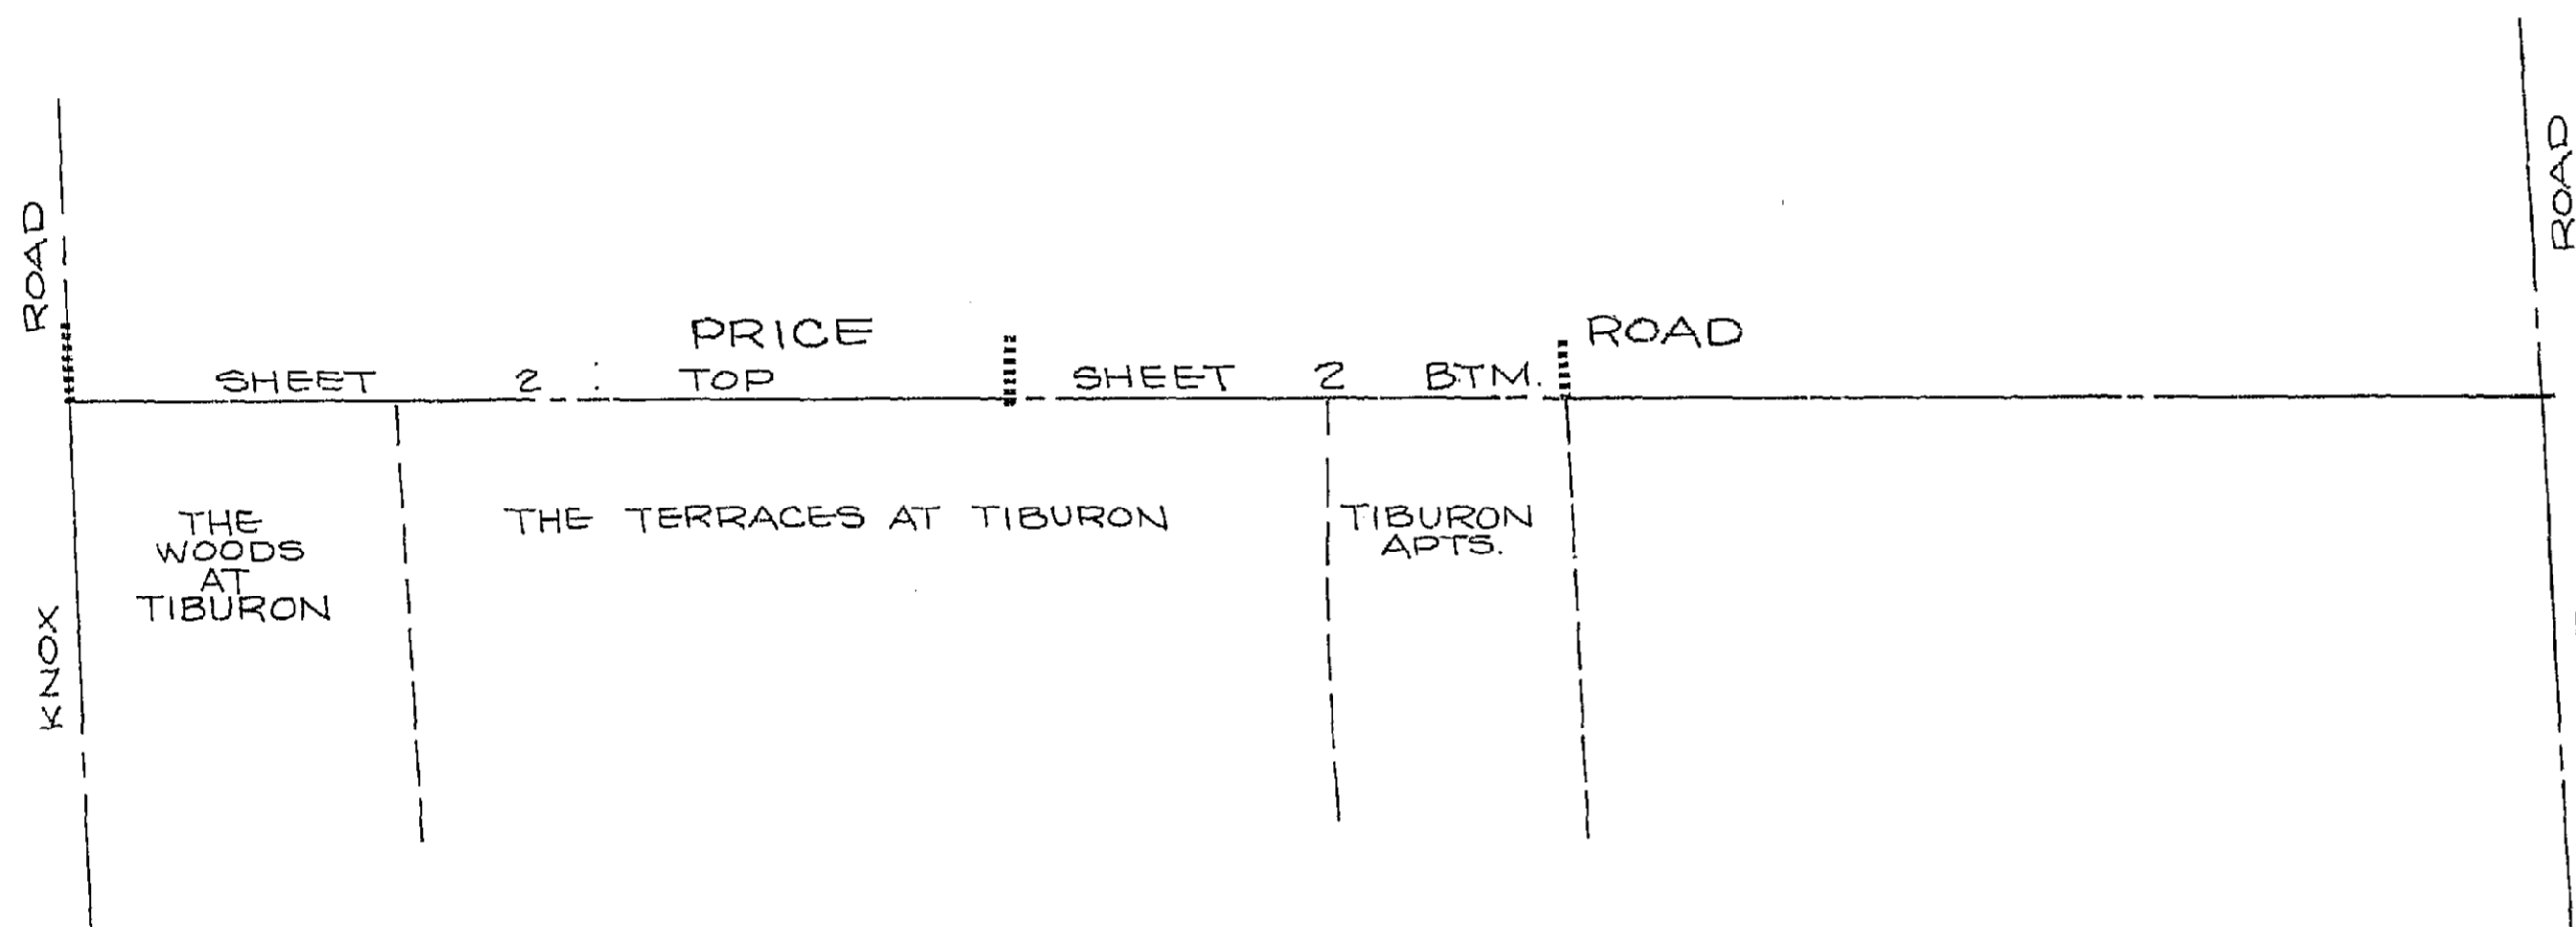 ROAD
ROAD
PRICE ROAD
SHEET 2 : TOP SHEET 2 BTM.
THE
WOODS
AT
TIBURON
THE TERRACES AT TIBURON
TIBURON
APTS.
KNOX